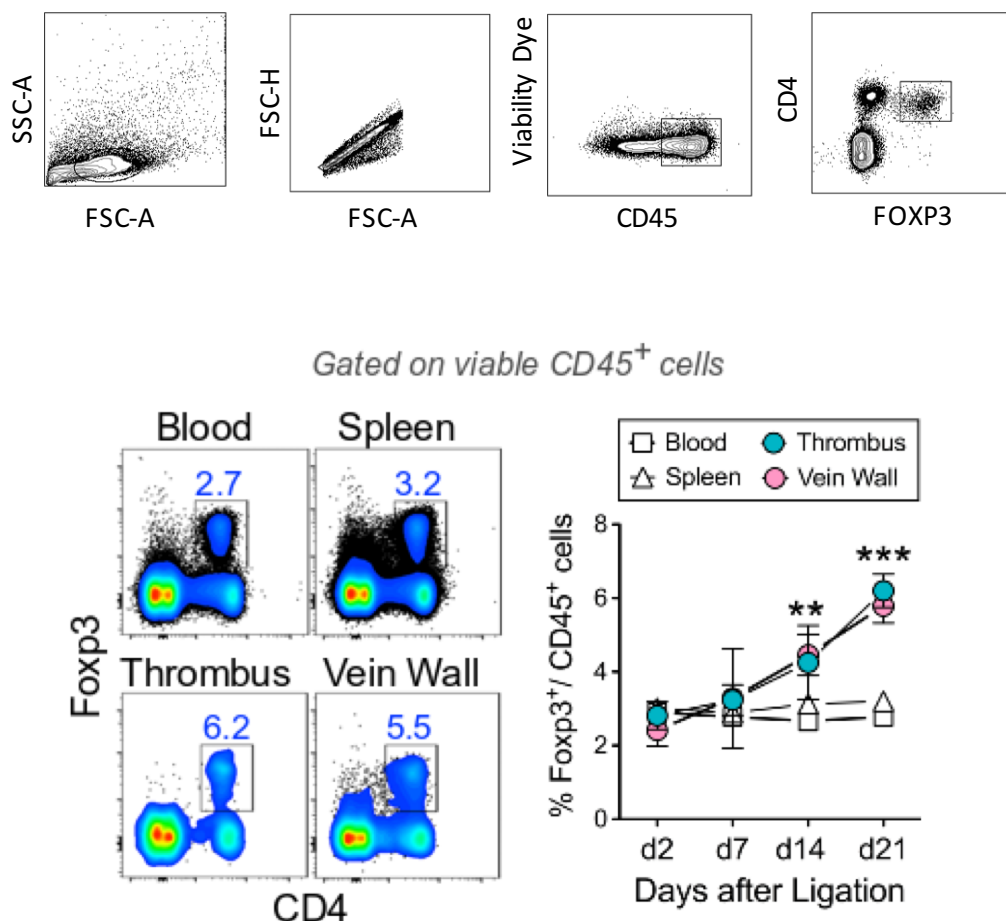 SSC-A
FSC-A
FSC-H
FSC-A
Viability Dye
CD45
CD4
FOXP3
Gated on viable CD45+ cells
Blood
2.7
Spleen
3.2
Thrombus
6.2
Vein Wall
5.5
Foxp3
CD4
Blood
Thrombus
Spleen
Vein Wall
% Foxp3+/ CD45+ cells
8
6
4
2
0
**
***
d2 d7 d14 d21
Days after Ligation